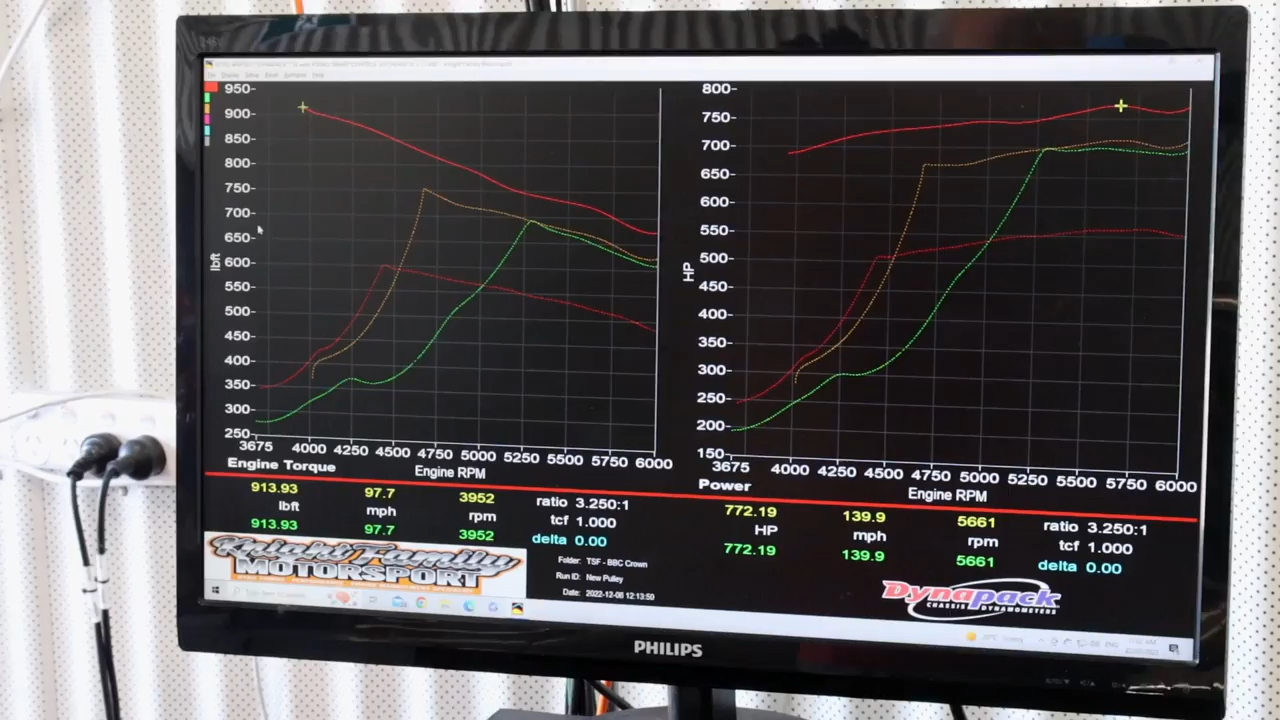 Display Setup Reset Help
950-
900-
850-
800-
750-
700-
650-
600-
550-
500-
450-
400-
350-
300-
250
lbft
3675 4000 4250 4500 4750 5000 5250 5500 5750 6000
Engine Torque
Engine RPM
800-
750-
700-
650-
600-
550-
500-
450-
400-
350-
300-
250-
200-
150-
HP
3675 4000 4250 4500 4750 5000 5250 5500 5750 6000
Power
Engine RPM
913.93 97.7 3952 ratio 3.250:1
lbft mph rpm tcf 1.000
913.93 97.7 3952 delta 0.00
772.19 139.9 5661 ratio 3.250:1
HP mph rpm tcf 1.000
772.19 139.9 5661 delta 0.00
Knight Family
MOTORSPORT
Folder: TSF - BBC Crown
Run ID: New Pulley
Date: 2022-12-08 12:13:50
Dynapack
CHASSIS DYNAMOMETERS
ENG
PHILIPS